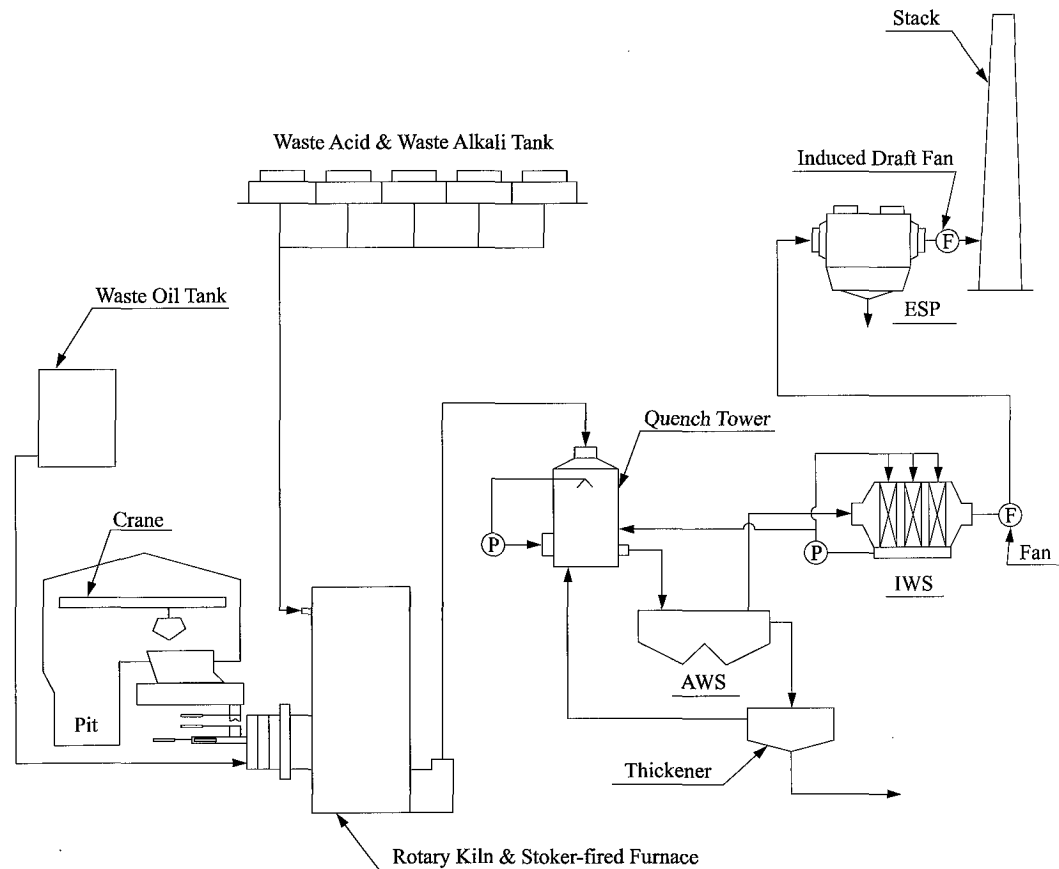 Stack
Waste Acid & Waste Alkali Tank
Induced Draft Fan
F
Waste Oil Tank
ESP
Quench Tower
Crane
P
F
P
Fan
IWS
AWS
Pit
Thickener
Rotary Kiln & Stoker-fired Furnace